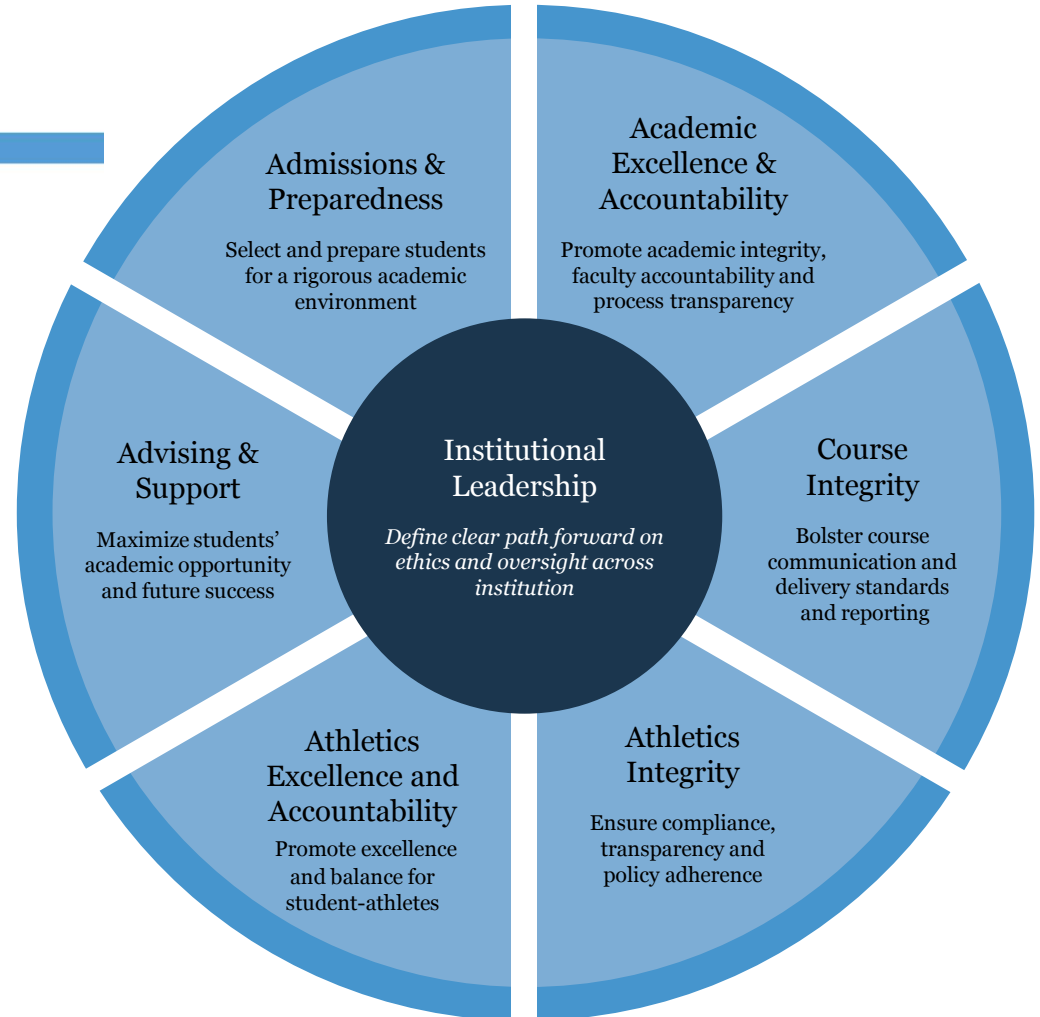 Admissions &
Preparedness
Select and prepare students
for a rigorous academic
environment
Academic
Excellence &
Accountability
Promote academic integrity,
faculty accountability and
process transparency
Advising &
Support
Maximize students’
academic opportunity
and future success
Institutional
Leadership
Define clear path forward on
ethics and oversight across
institution
Course
Integrity
Bolster course
communication and
delivery standards
and reporting
Athletics
Excellence and
Accountability
Promote excellence
and balance for
student-athletes
Athletics
Integrity
Ensure compliance,
transparency and
policy adherence